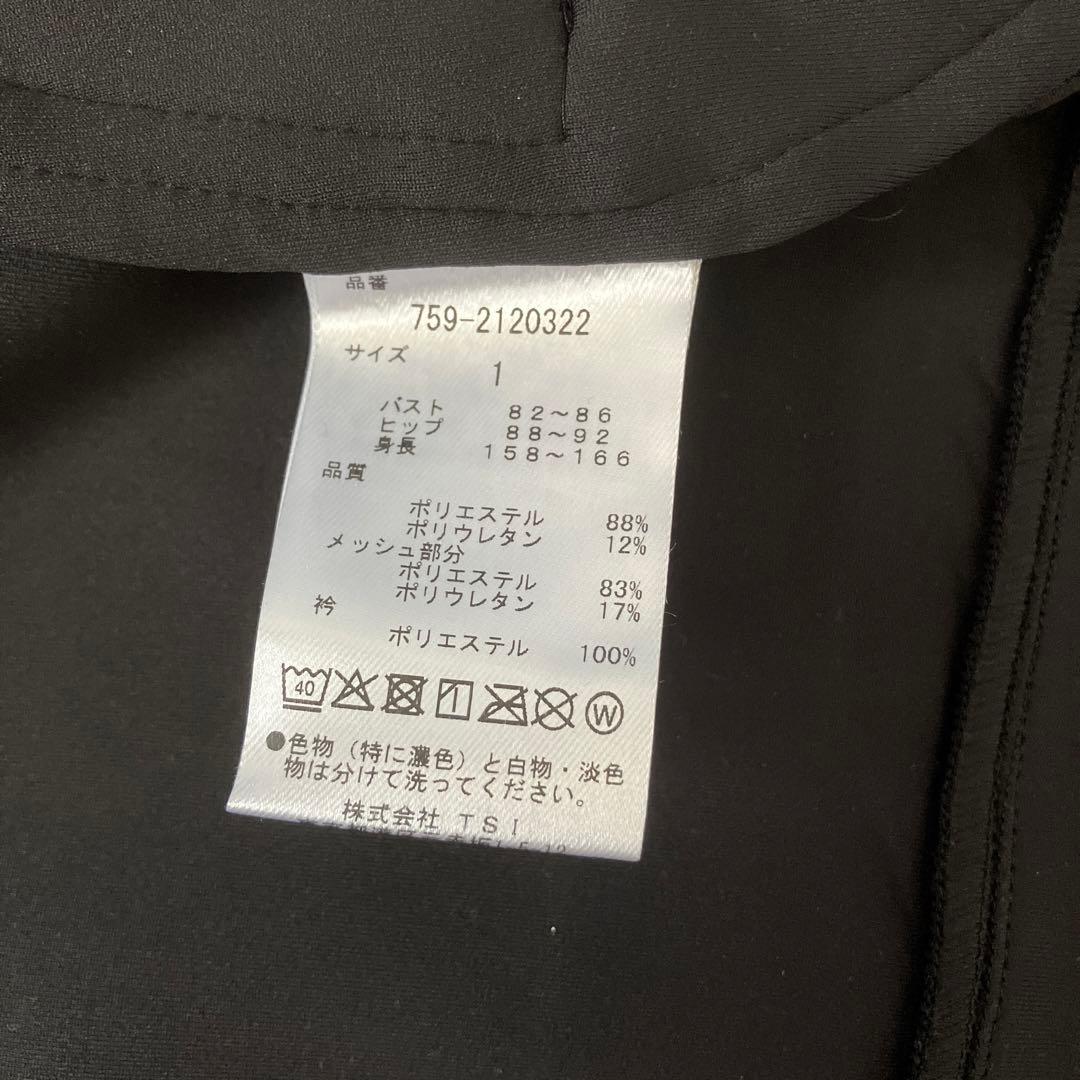 品番
759-2120322
サイズ
1
バスト 82～86
ヒップ 88～92
身長 158～166
品質
ポリエステル 88%
ポリウレタン 12%
メッシュ部分
ポリエステル 83%
ポリウレタン 17%
衿
ポリエステル 100%
40
W
●色物（特に濃色）と白物・淡色
物は分けて洗ってください。
株式会社 TSI